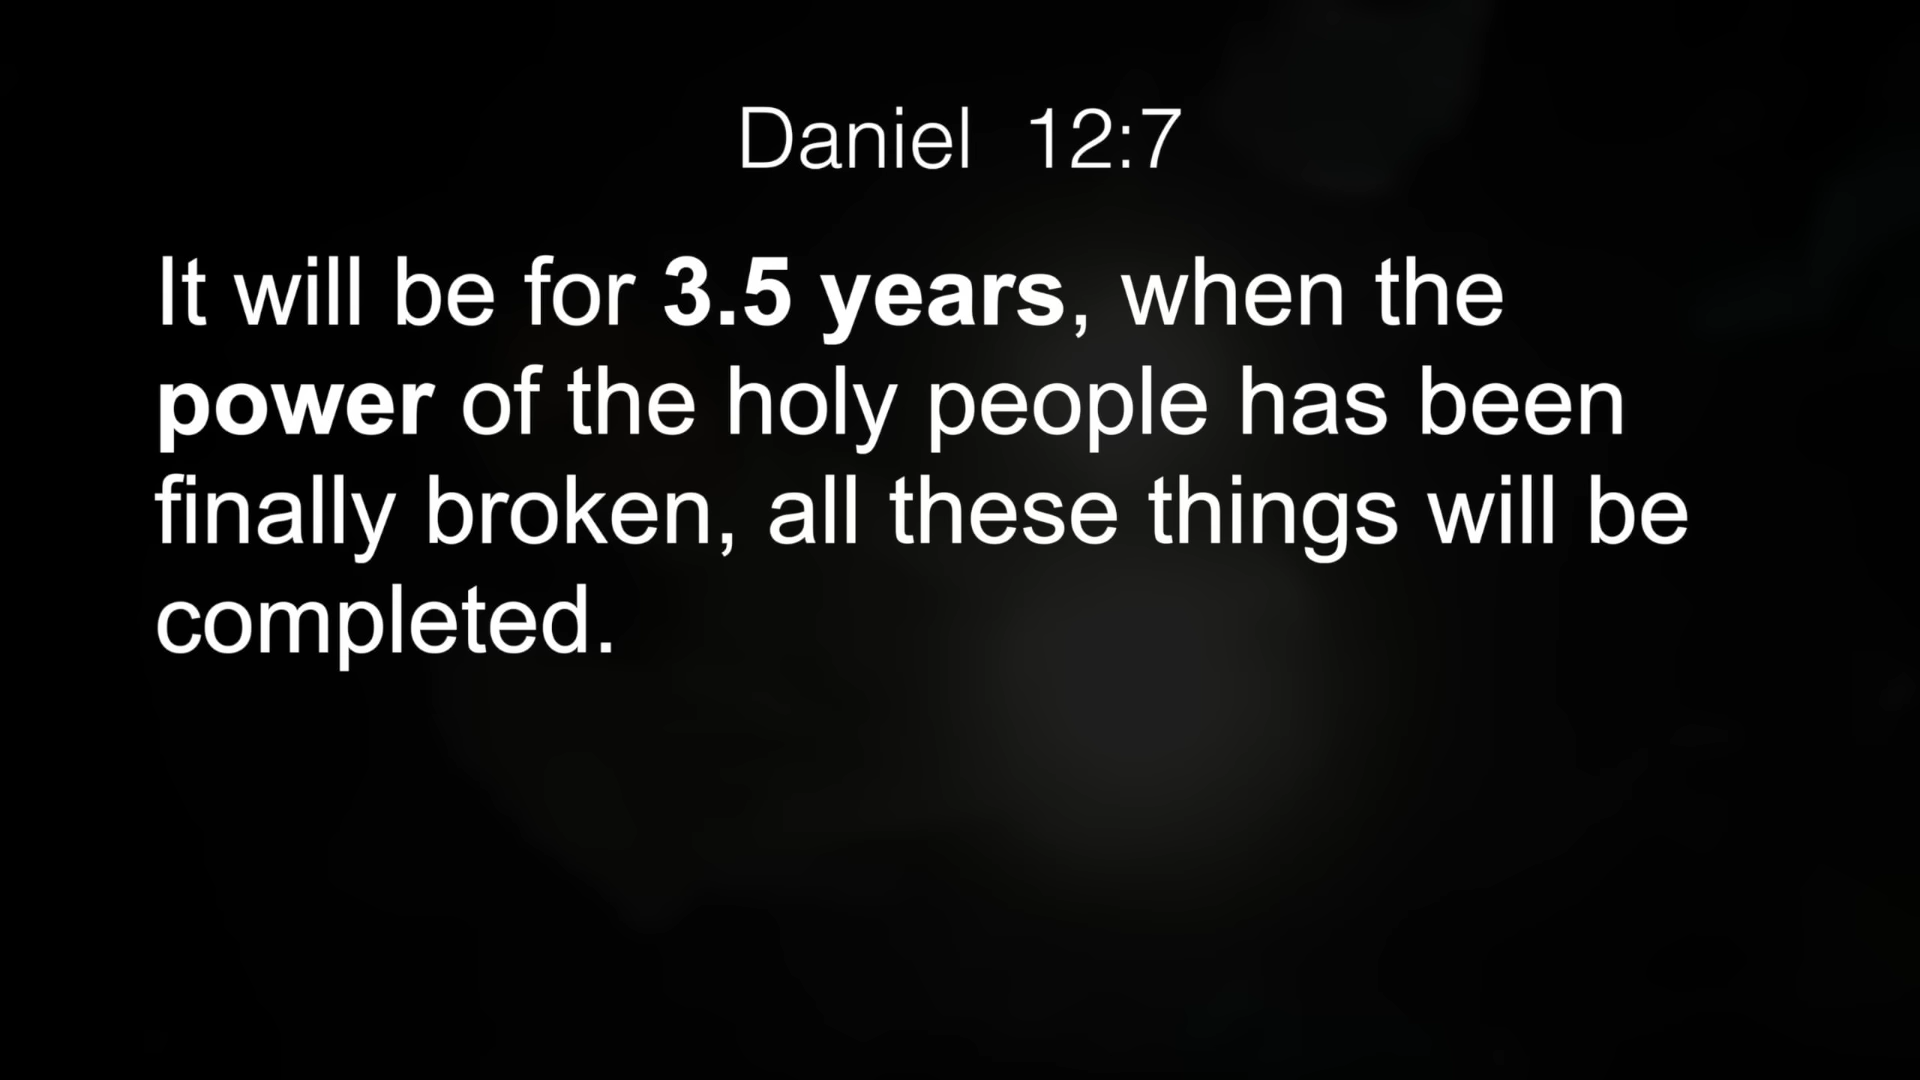 Daniel 12:7
It will be for 3.5 years, when the
power of the holy people has been
finally broken, all these things will be
completed.